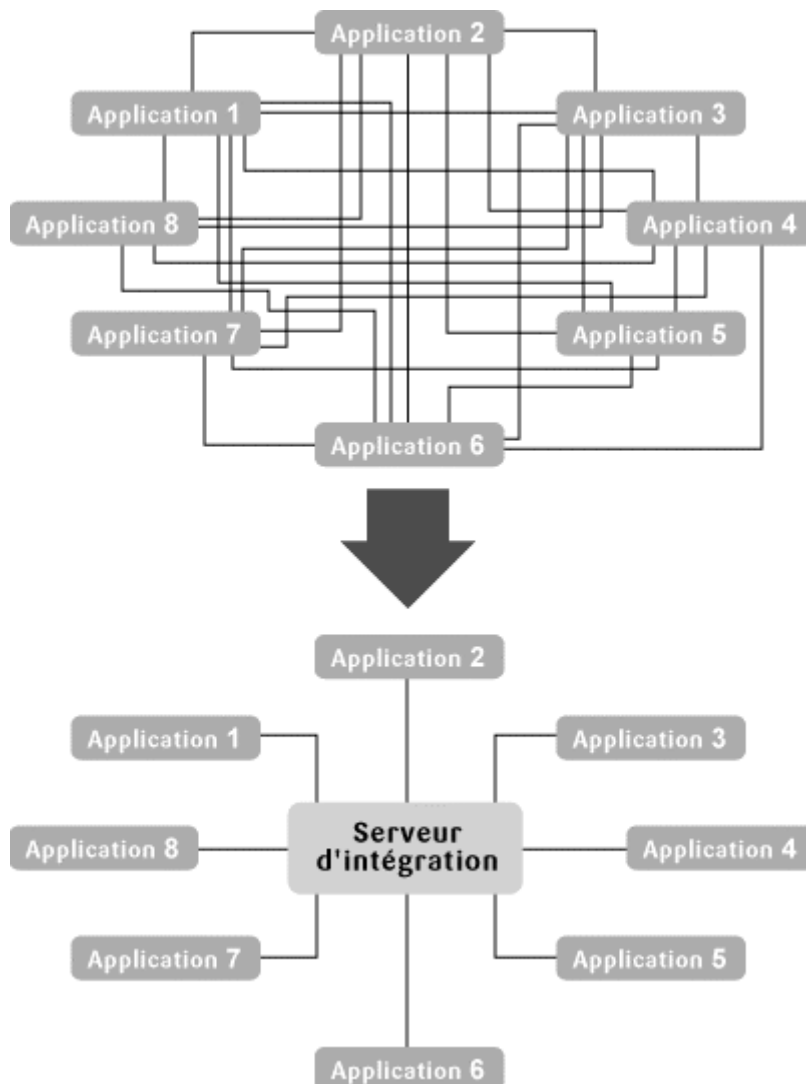 Application 2
Application 1
Application 3
Application 8
Application 4
Application 7
Application 5
Application 6
Application 2
Application 1
Application 3
Serveur
d'intégration
Application 8
Application 4
Application 7
Application 5
Application 6